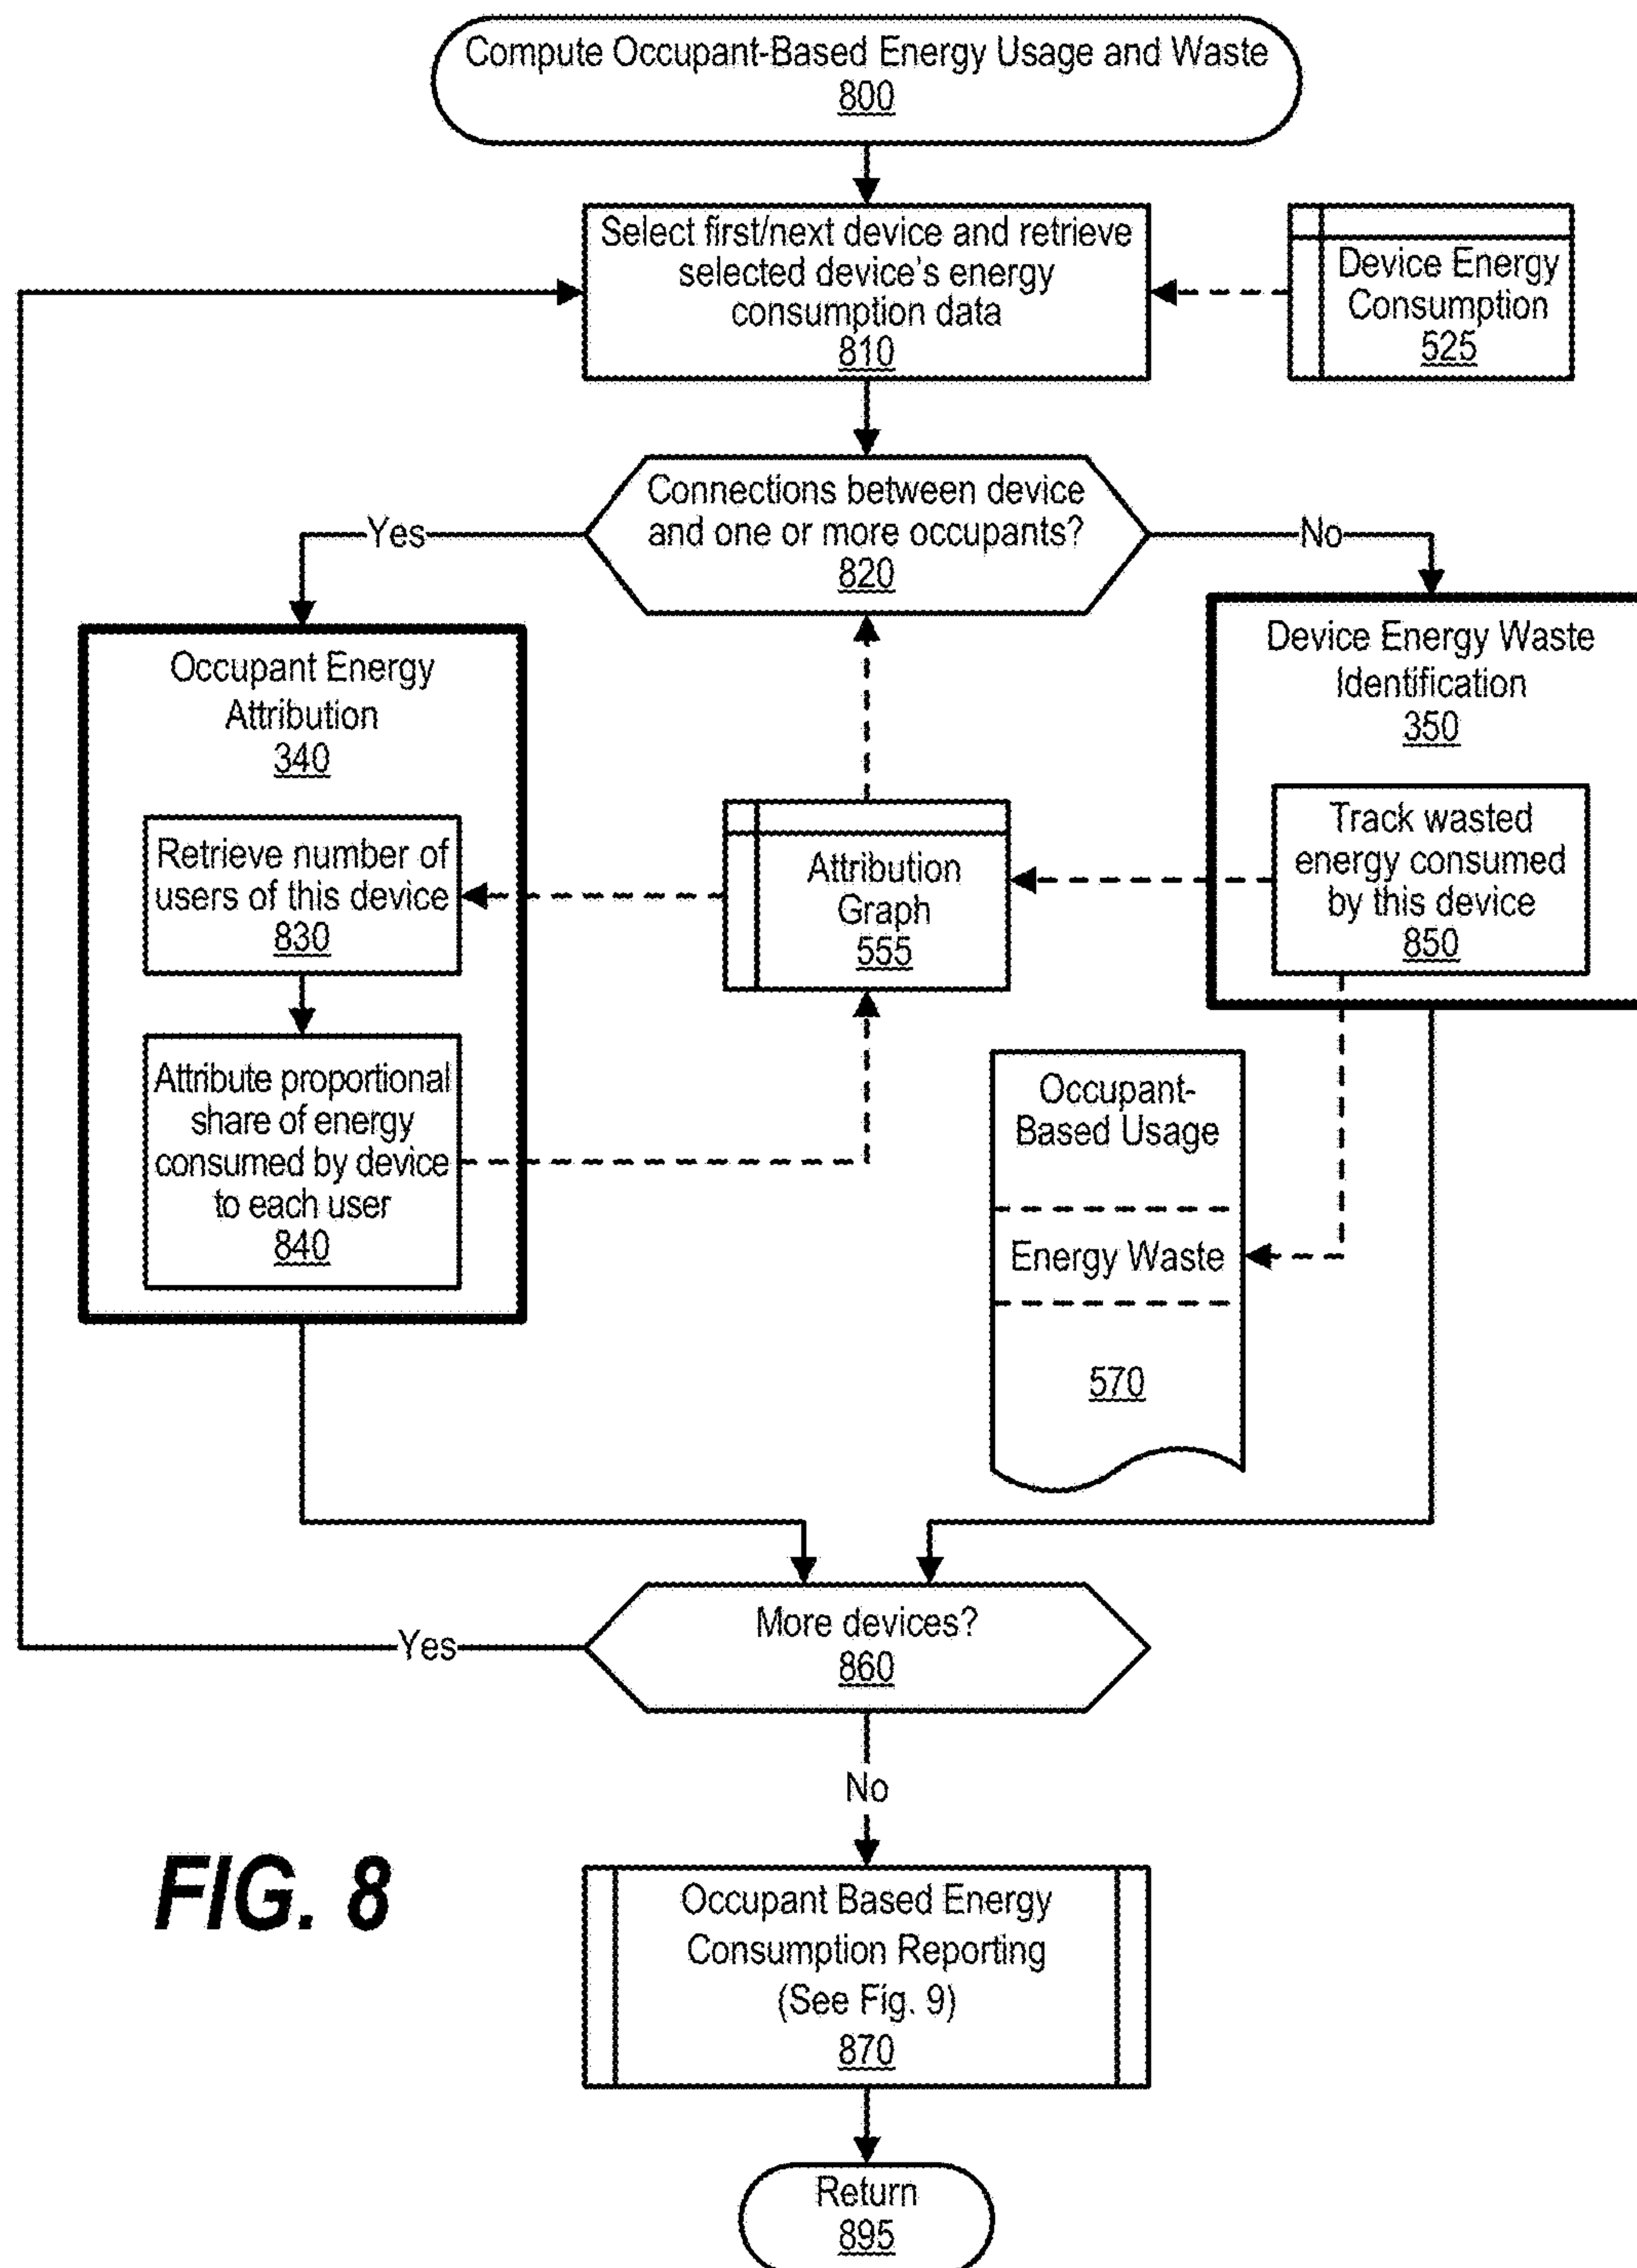 Compute Occupant-Based Energy Usage and Waste
800
Select first/next device and retrieve
selected device's energy
consumption data
810
Device Energy
Consumption
525
Connections between device
and one or more occupants?
820
Yes
No
Occupant Energy
Attribution
340
Device Energy Waste
Identification
350
Retrieve number of
users of this device
830
Attribution
Graph
555
Track wasted
energy consumed
by this device
850
Attribute proportional
share of energy
consumed by device
to each user
840
Occupant-
Based Usage
Energy Waste
570
More devices?
860
Yes
No
FIG. 8
Occupant Based Energy
Consumption Reporting
(See Fig. 9)
870
Return
895